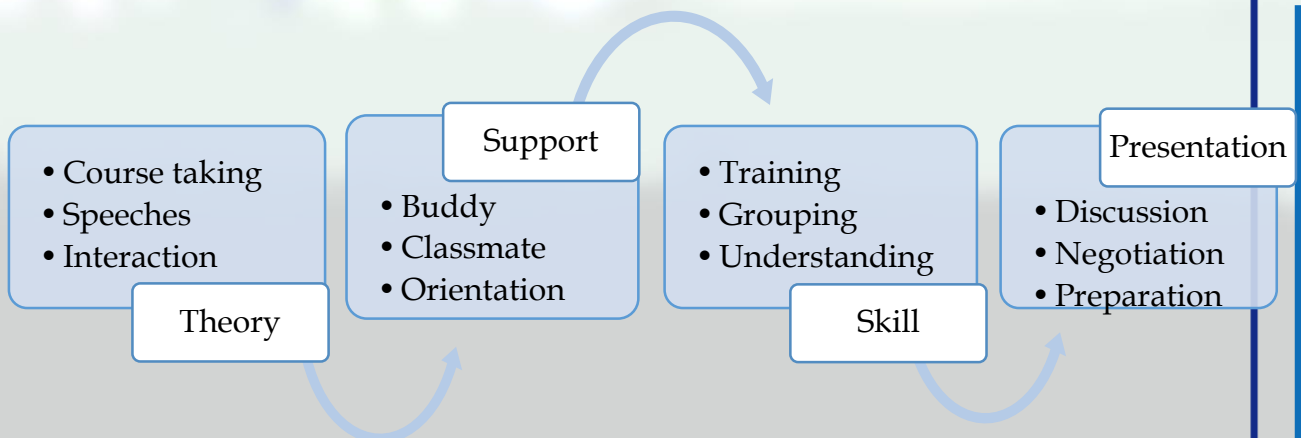 • Course taking
• Speeches
• Interaction
Theory
Support
• Buddy
• Classmate
• Orientation
• Training
• Grouping
• Understanding
Skill
Presentation
• Discussion
• Negotiation
• Preparation